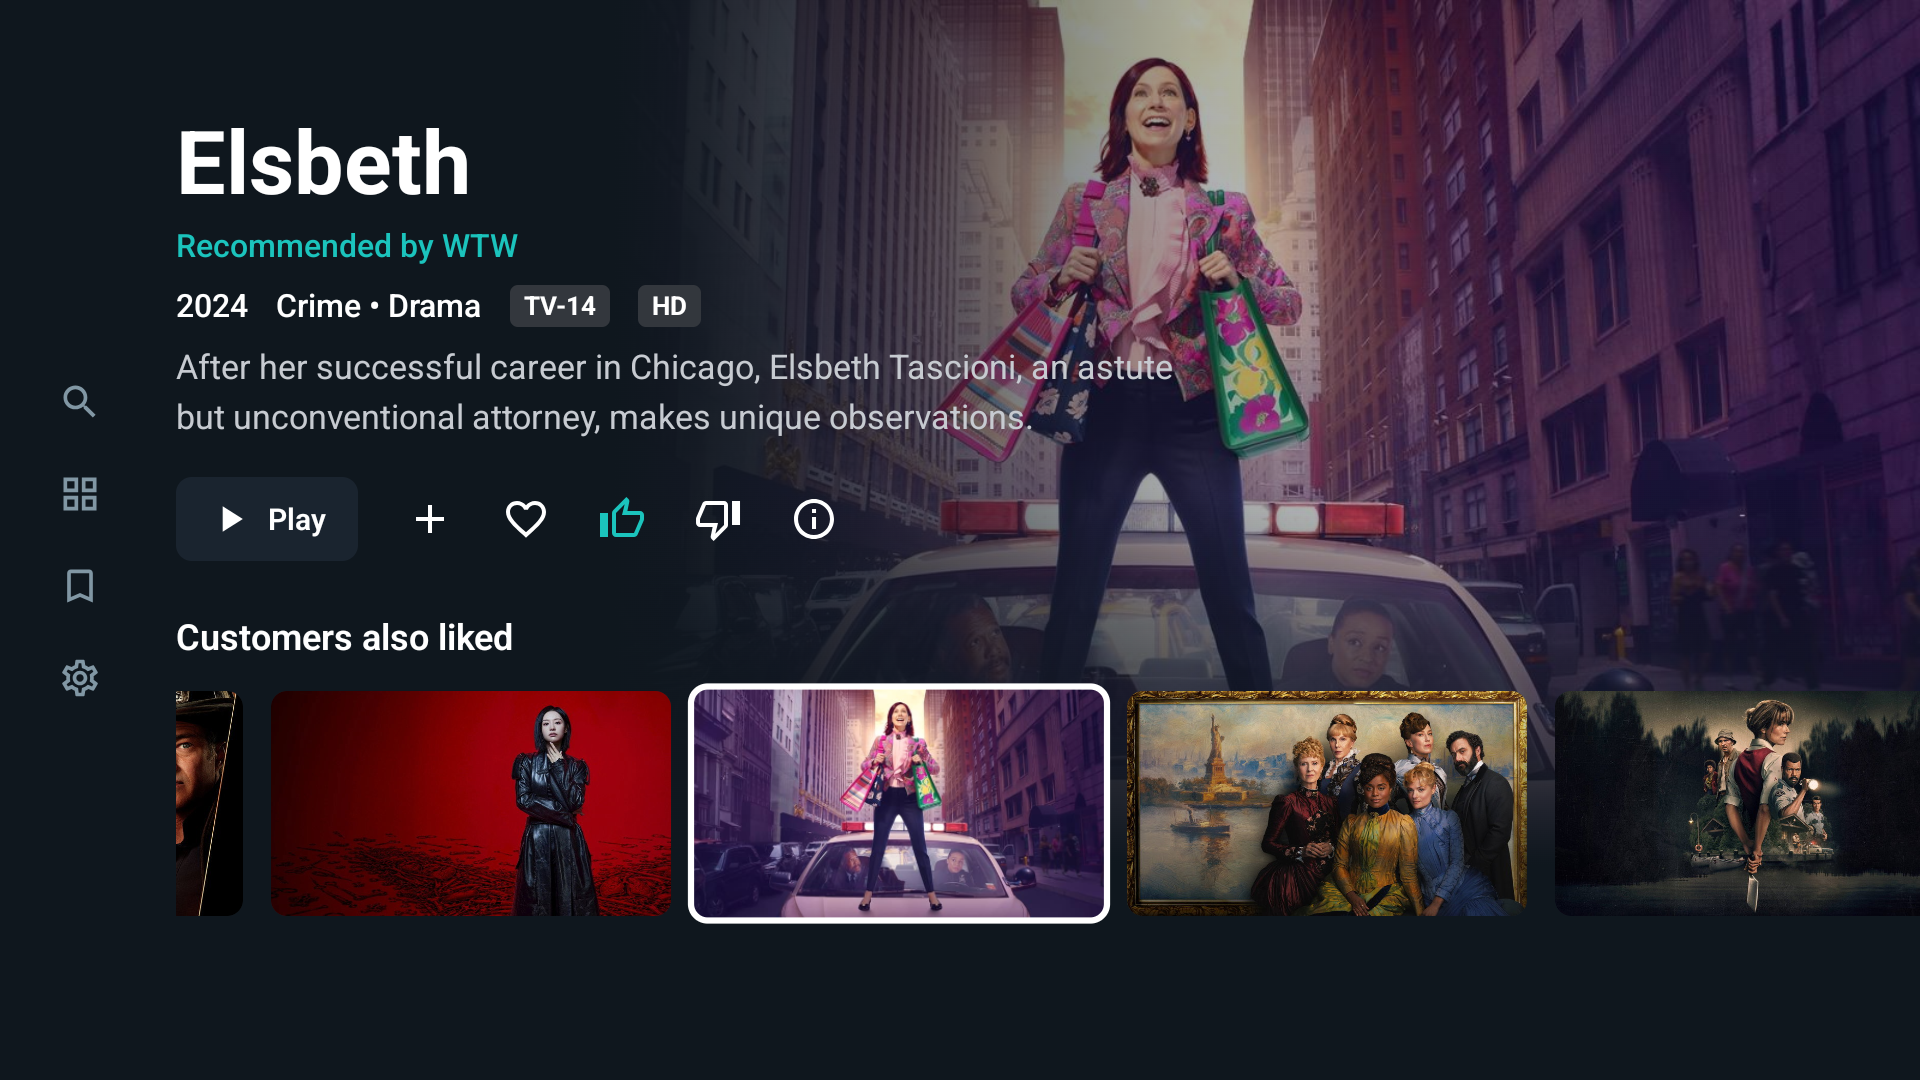 Elsbeth
Recommended by WTW
2024 Crime • Drama TV-14 HD
After her successful career in Chicago, Elsbeth Tascioni, an astute
but unconventional attorney, makes unique observations.
Play
Customers also liked